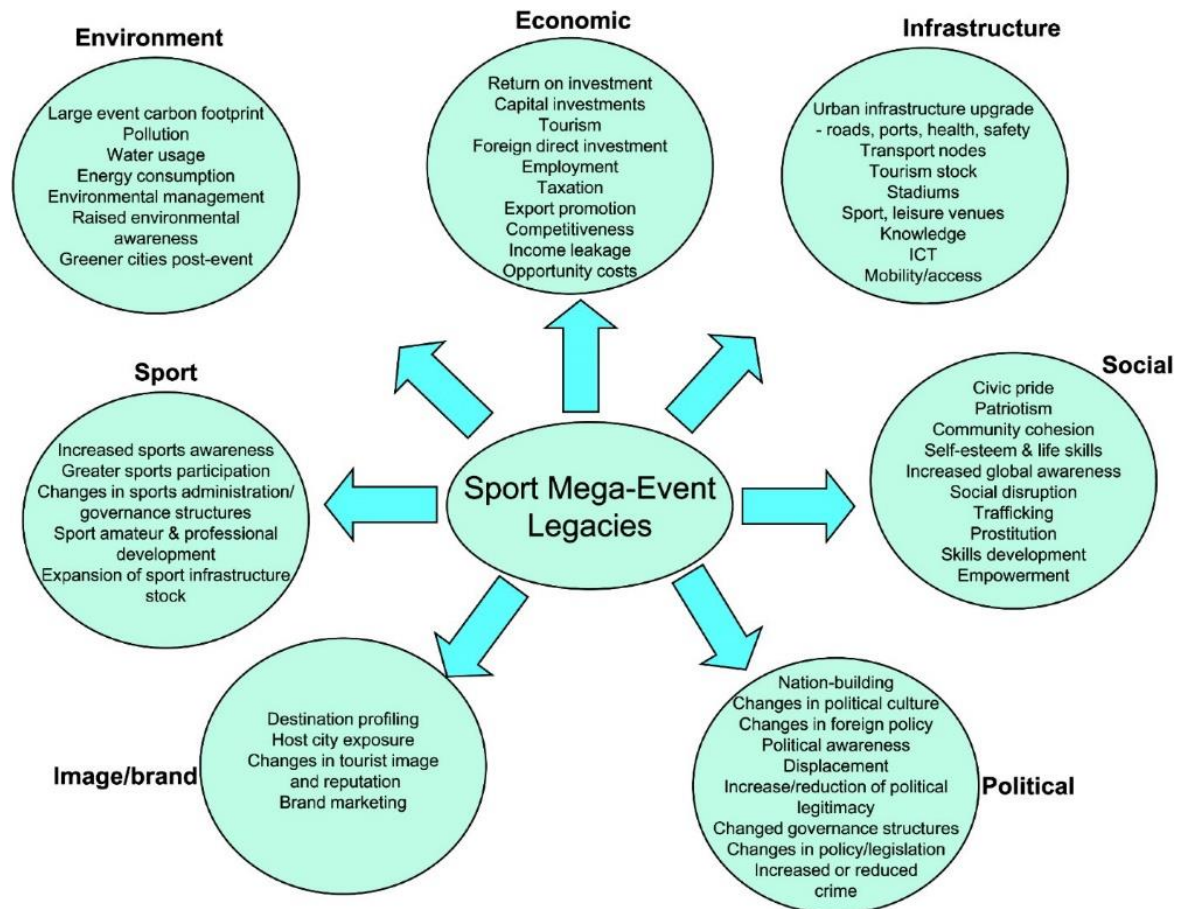 Environment
Large event carbon footprint
Pollution
Water usage
Energy consumption
Environmental management
Raised environmental
awareness
Greener cities post-event
Economic
Return on investment
Capital investments
Tourism
Foreign direct investment
Employment
Taxation
Export promotion
Competitiveness
Income leakage
Opportunity costs
Infrastructure
Urban infrastructure upgrade
- roads, ports, health, safety
Transport nodes
Tourism stock
Stadiums
Sport, leisure venues
Knowledge
ICT
Mobility/access
Sport
Increased sports awareness
Greater sports participation
Changes in sports administration/
governance structures
Sport amateur & professional
development
Expansion of sport infrastructure
stock
Sport Mega-Event
Legacies
Social
Civic pride
Patriotism
Community cohesion
Self-esteem & life skills
Increased global awareness
Social disruption
Trafficking
Prostitution
Skills development
Empowerment
Image/brand
Destination profiling
Host city exposure
Changes in tourist image
and reputation
Brand marketing
Political
Nation-building
Changes in political culture
Changes in foreign policy
Political awareness
Displacement
Increase/reduction of political
legitimacy
Changed governance structures
Changes in policy/legislation
Increased or reduced
crime